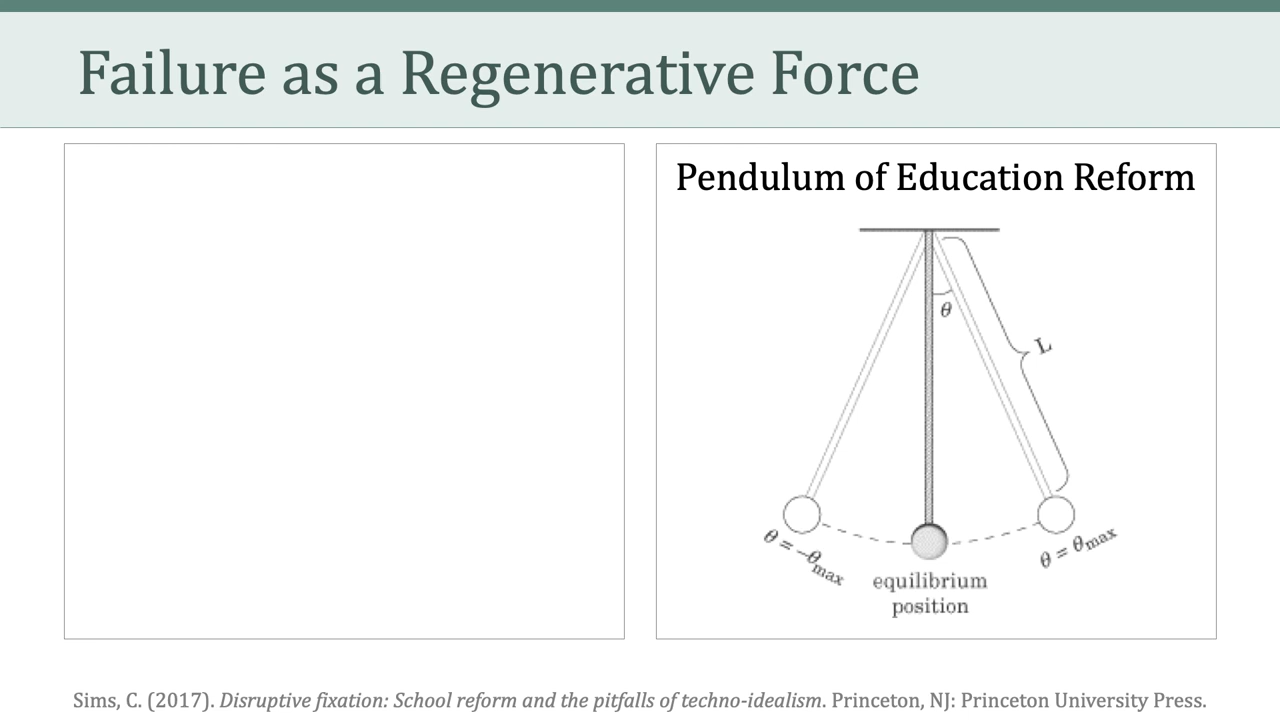 Failure as a Regenerative Force
Pendulum of Education Reform
θ
L
θ = −θmax
θ = θmax
equilibrium
position
Sims, C. (2017). Disruptive fixation: School reform and the pitfalls of techno-idealism. Princeton, NJ: Princeton University Press.